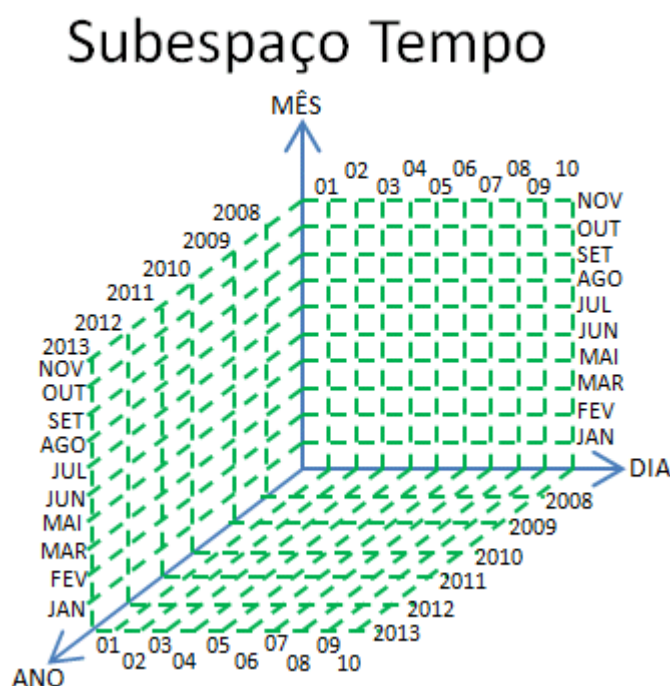 Subespaço Tempo
MÊS
01 02 03 04 05 06 07 08 09 10
NOV
OUT
SET
AGO
JUL
JUN
MAI
MAR
FEV
JAN
DIA
2008
2009
2010
2011
2012
2013
NOV
OUT
SET
AGO
JUL
JUN
MAI
MAR
FEV
JAN
2008
2009
2010
2011
2012
2013
01 02 03 04 05 06 07 08 09 10
ANO